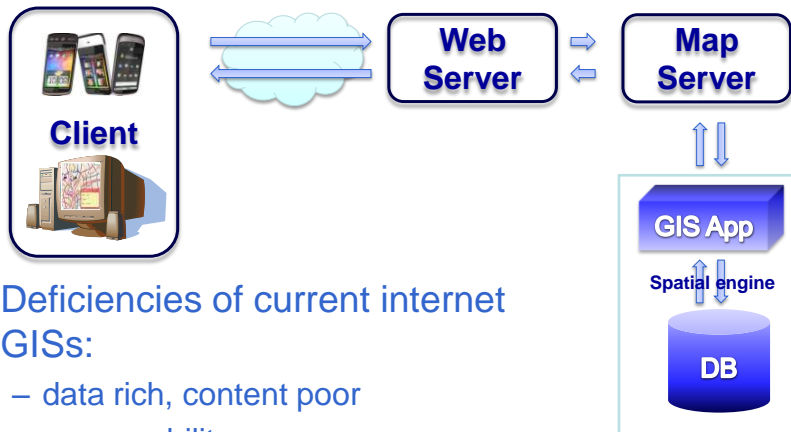 Web
Server
Map
Server
Client
GIS App
Spatial engine
DB
Deficiencies of current internet
GISs:
– data rich, content poor